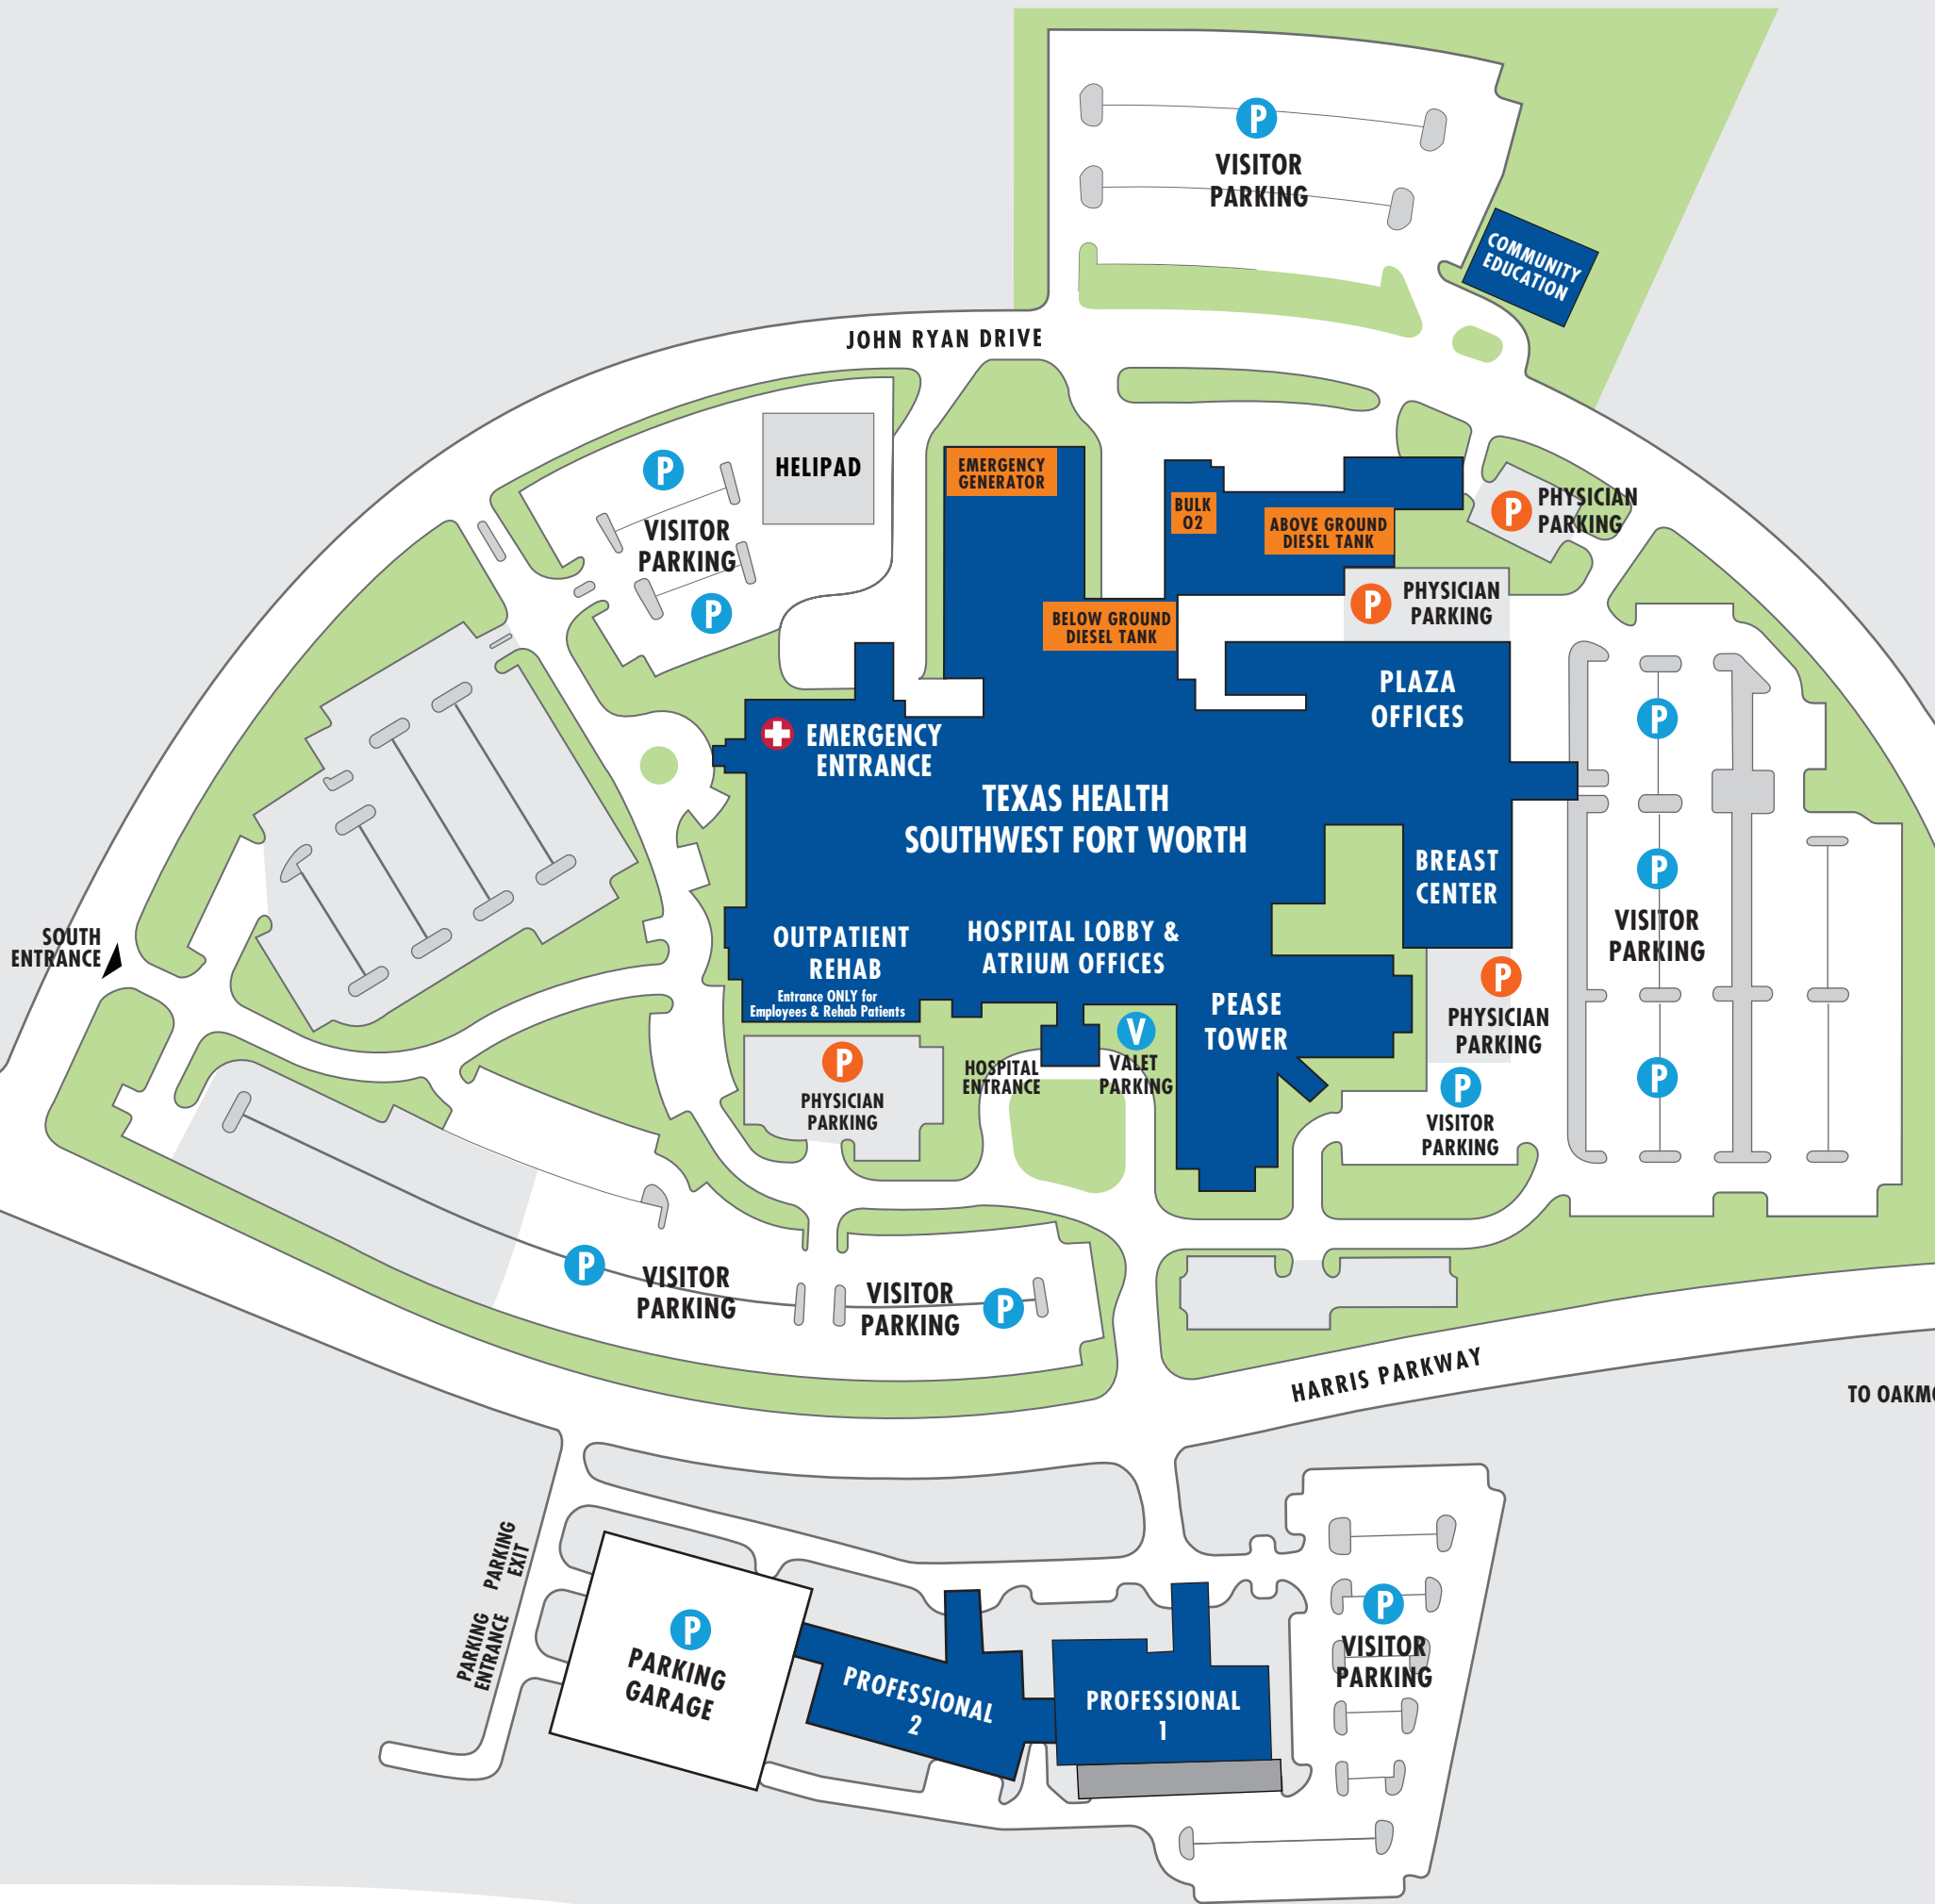 P
VISITOR
PARKING
COMMUNITY
EDUCATION
JOHN RYAN DRIVE
HELIPAD
P
VISITOR
PARKING
P
EMERGENCY
GENERATOR
BULK
O2
ABOVE GROUND
DIESEL TANK
P
PHYSICIAN
PARKING
P
PHYSICIAN
PARKING
BELOW GROUND
DIESEL TANK
PLAZA
OFFICES
P
EMERGENCY
ENTRANCE
TEXAS HEALTH
SOUTHWEST FORT WORTH
BREAST
CENTER
P
VISITOR
PARKING
P
SOUTH
ENTRANCE
OUTPATIENT
REHAB
Entrance ONLY for
Employees & Rehab Patients
HOSPITAL LOBBY &
ATRIUM OFFICES
PEASE
TOWER
P
PHYSICIAN
PARKING
P
VISITOR
PARKING
P
PHYSICIAN
PARKING
HOSPITAL
ENTRANCE
V
VALET
PARKING
P
VISITOR
PARKING
VISITOR
PARKING
P
HARRIS PARKWAY
TO
PARKING
EXIT
PARKING
ENTRANCE
P
PARKING
GARAGE
PROFESSIONAL
2
PROFESSIONAL
1
P
VISITOR
PARKING